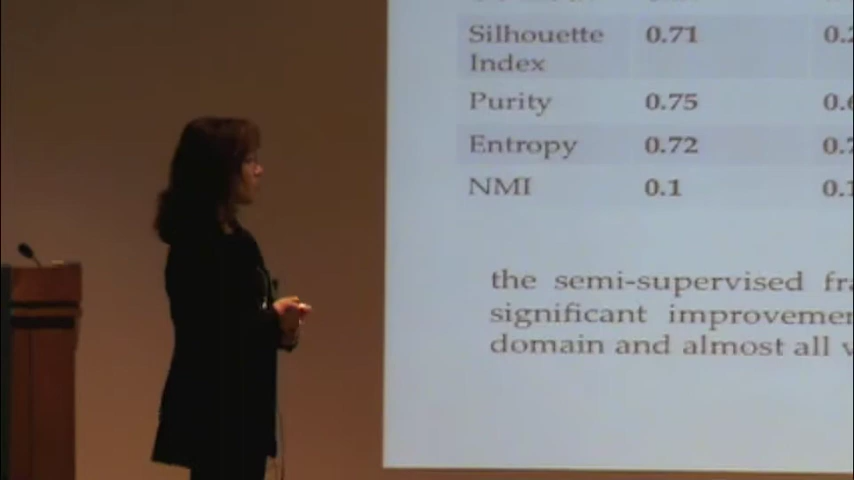 Silhouette 0.71
Index
Purity 0.75
Entropy 0.72
NMI 0.1
the semi-supervised
significant
domain and almost all